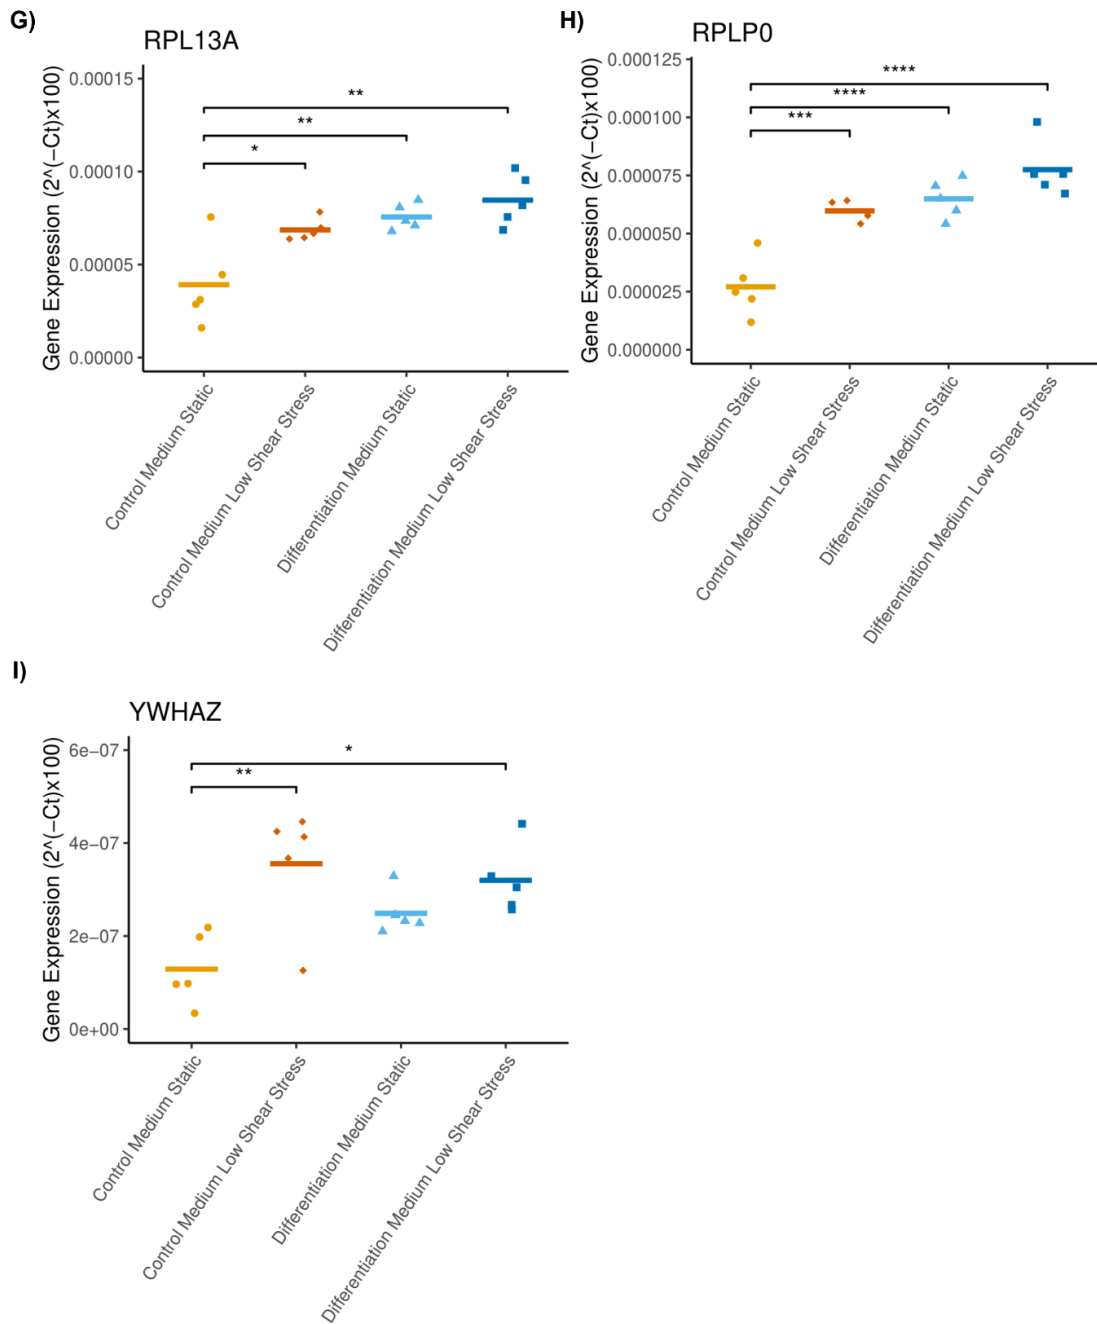 G)
RPL13A
Gene Expression (2^(−Ct)x100)
0.00015
0.00010
0.00005
0.00000
**
**
*
Control Medium Static
Control Medium Low Shear Stress
Differentiation Medium Static
Differentiation Medium Low Shear Stress
H)
RPLP0
Gene Expression (2^(−Ct)x100)
0.000125
0.000100
0.000075
0.000050
0.000025
0.000000
****
****
***
Control Medium Static
Control Medium Low Shear Stress
Differentiation Medium Static
Differentiation Medium Low Shear Stress
I)
YWHAZ
Gene Expression (2^(−Ct)x100)
6e−07
4e−07
2e−07
0e+00
*
**
Control Medium Static
Control Medium Low Shear Stress
Differentiation Medium Static
Differentiation Medium Low Shear Stress